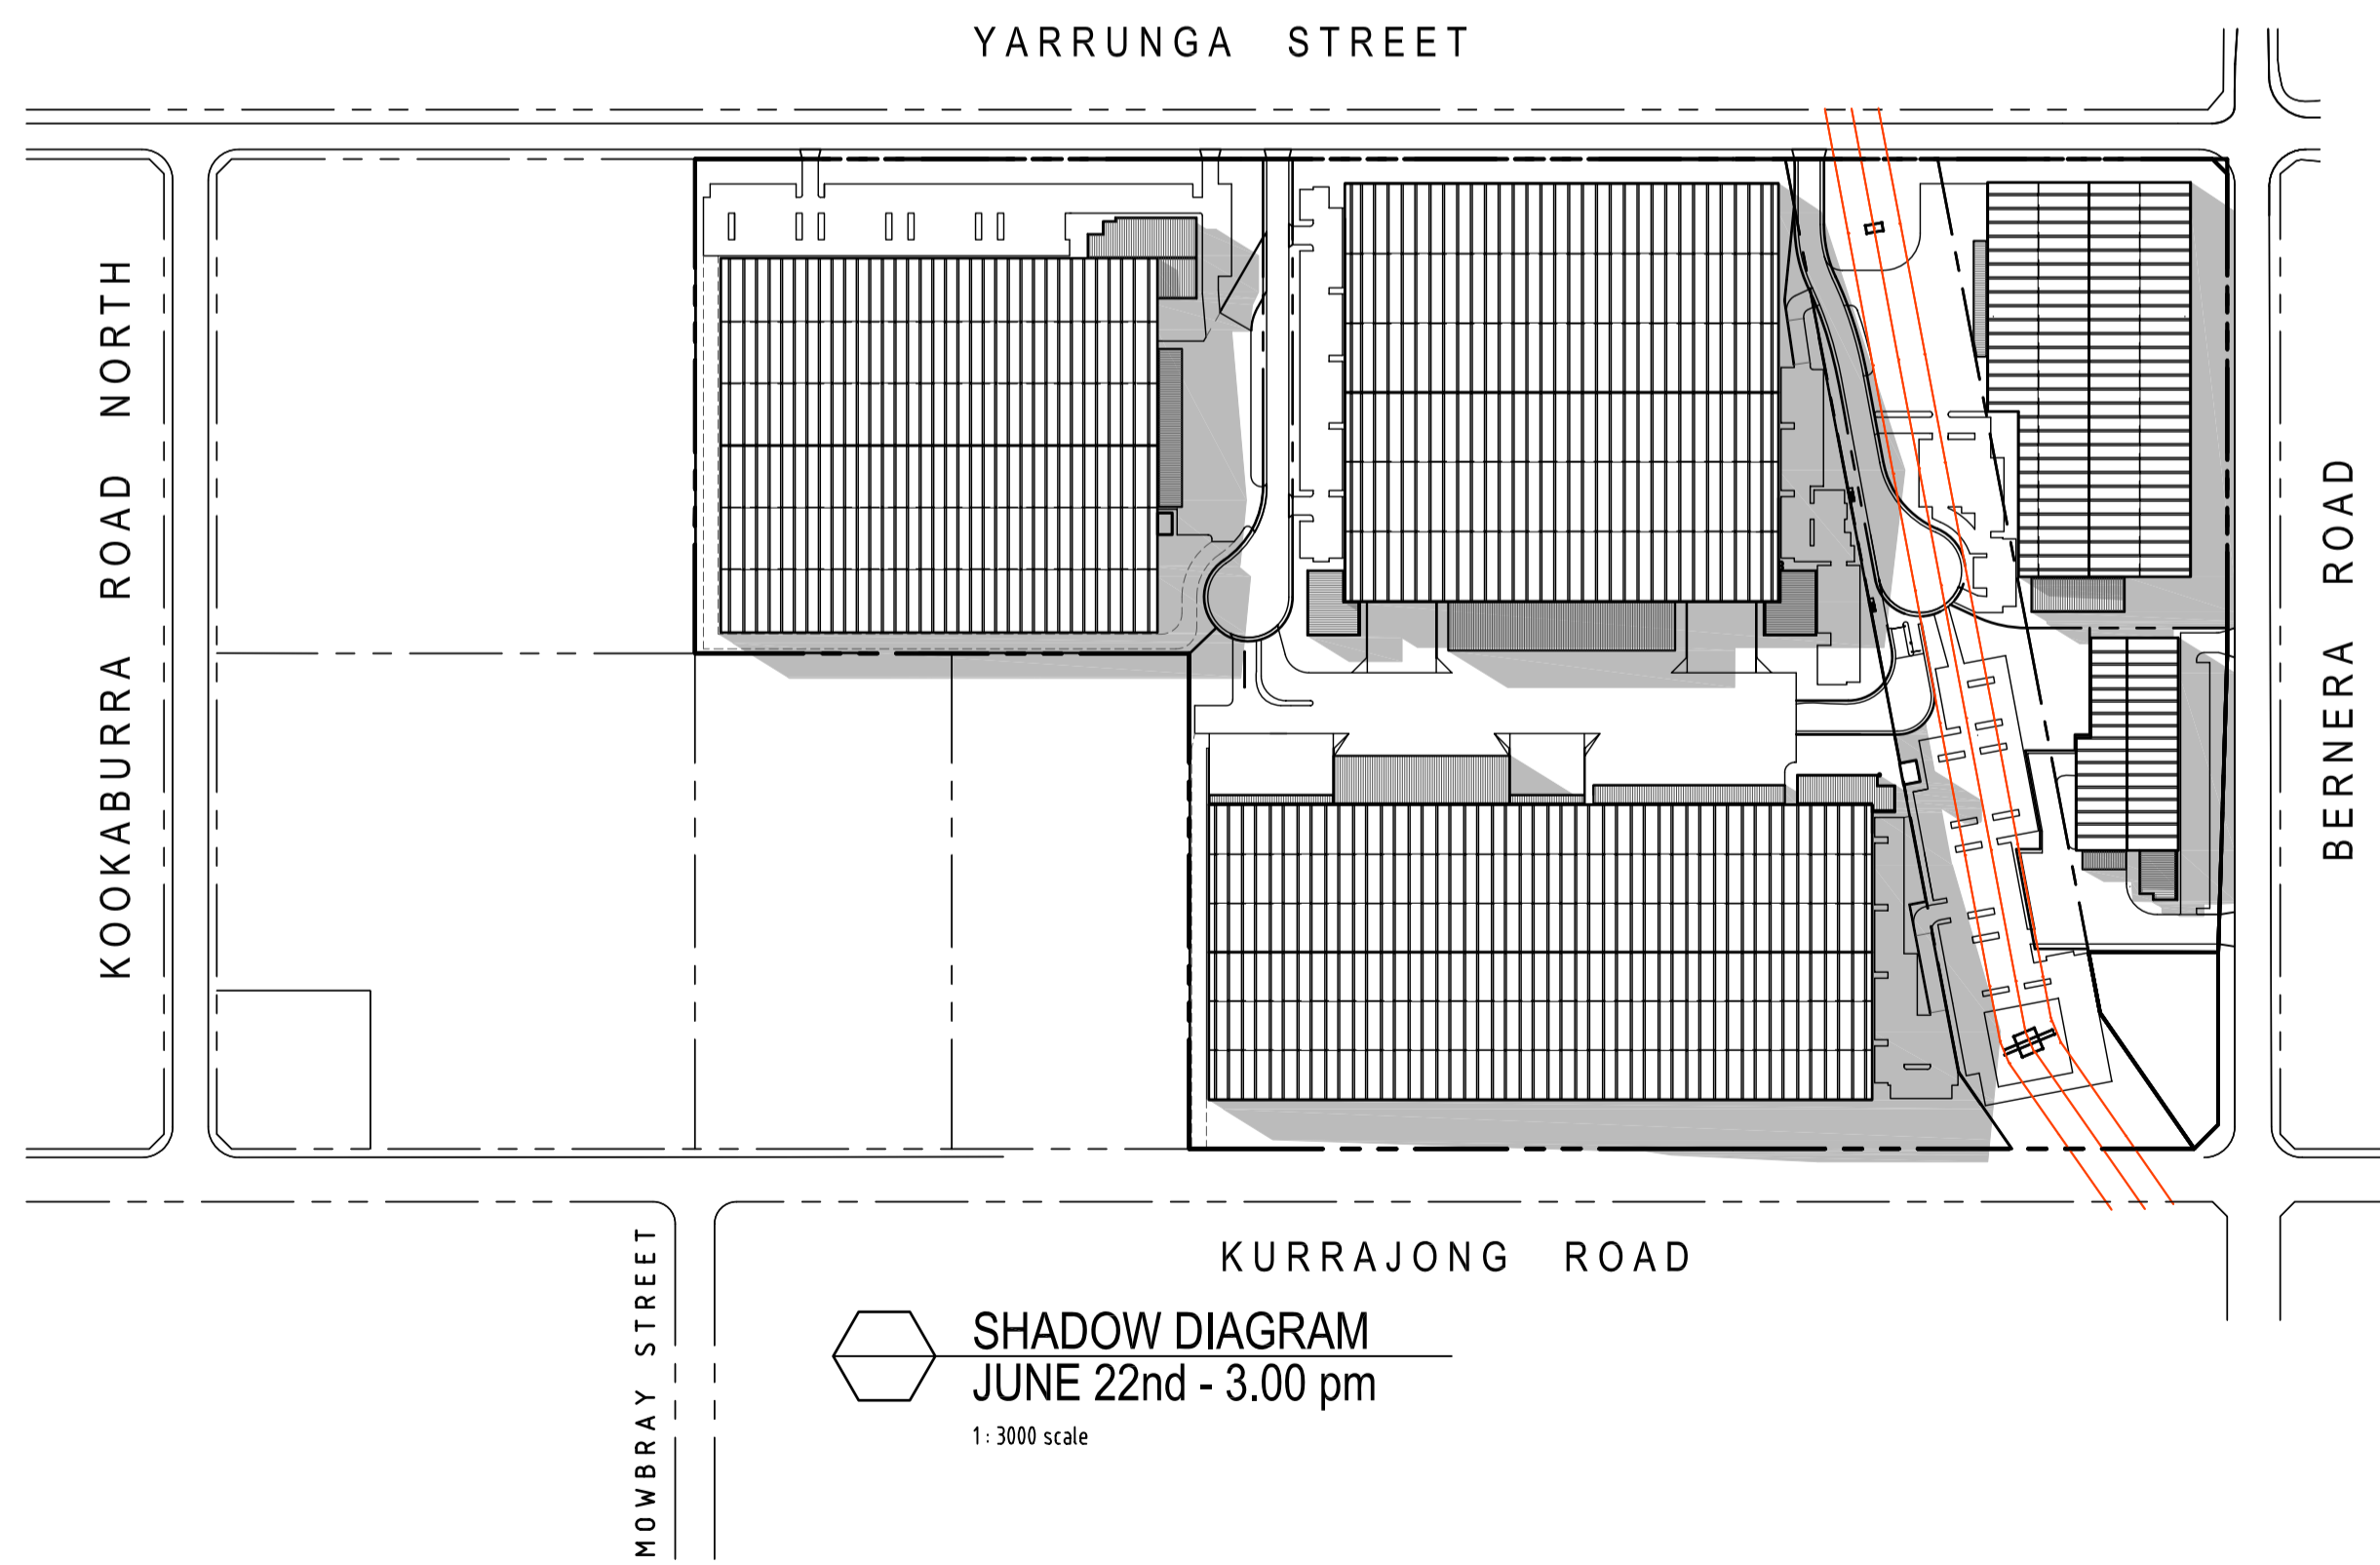 YARRUNGA STREET
KOOKABURRA ROAD NORTH
BERNERA ROAD
KURRAJONG ROAD
MOWBRAY STREET
SHADOW DIAGRAM
JUNE 22nd - 3.00 pm
1 : 3000 scale